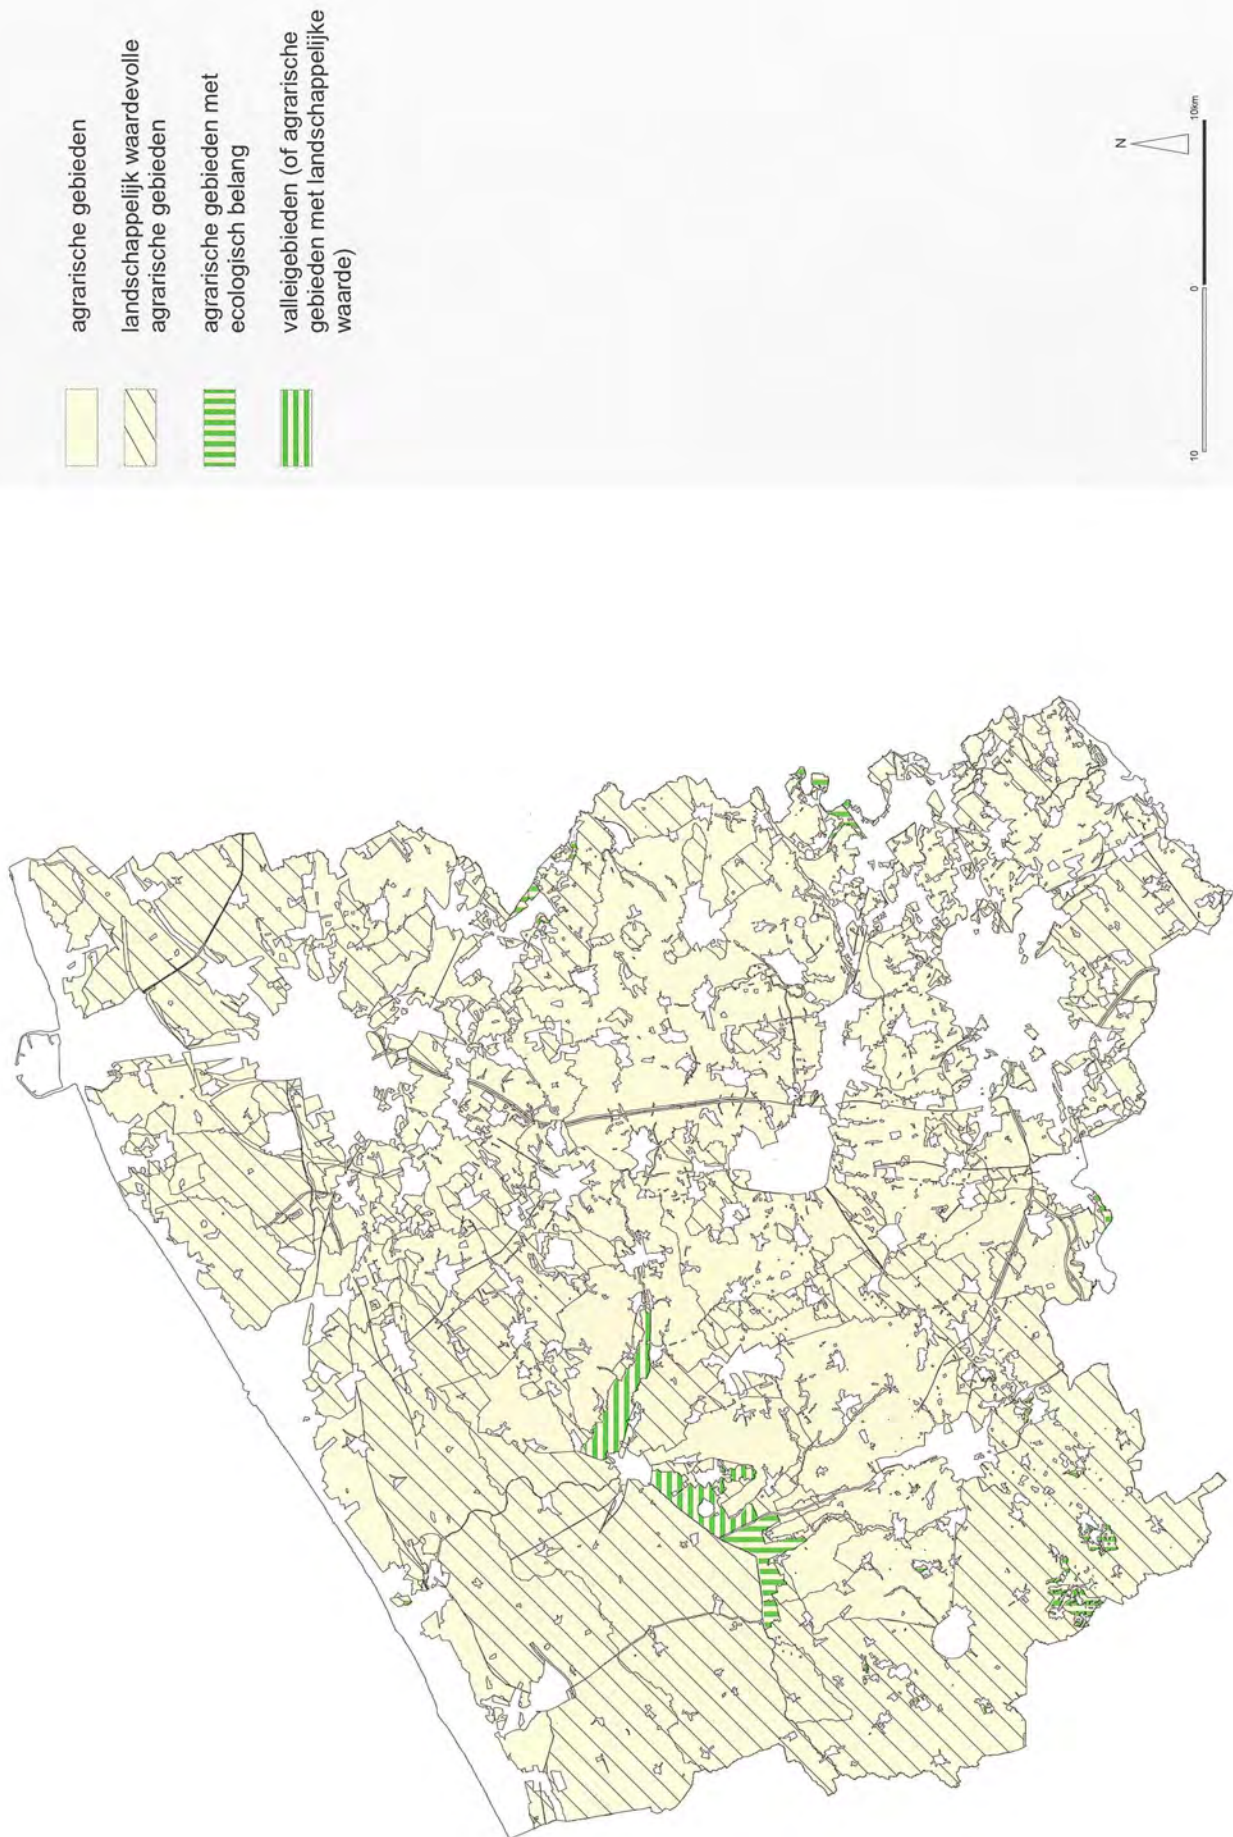 agrarische gebieden
landschappelijk waardevolle
agrarische gebieden
agrarische gebieden met
ecologisch belang
valleigebieden (of agrarische
gebieden met landschappelijke
waarde)
N
10
0
10km